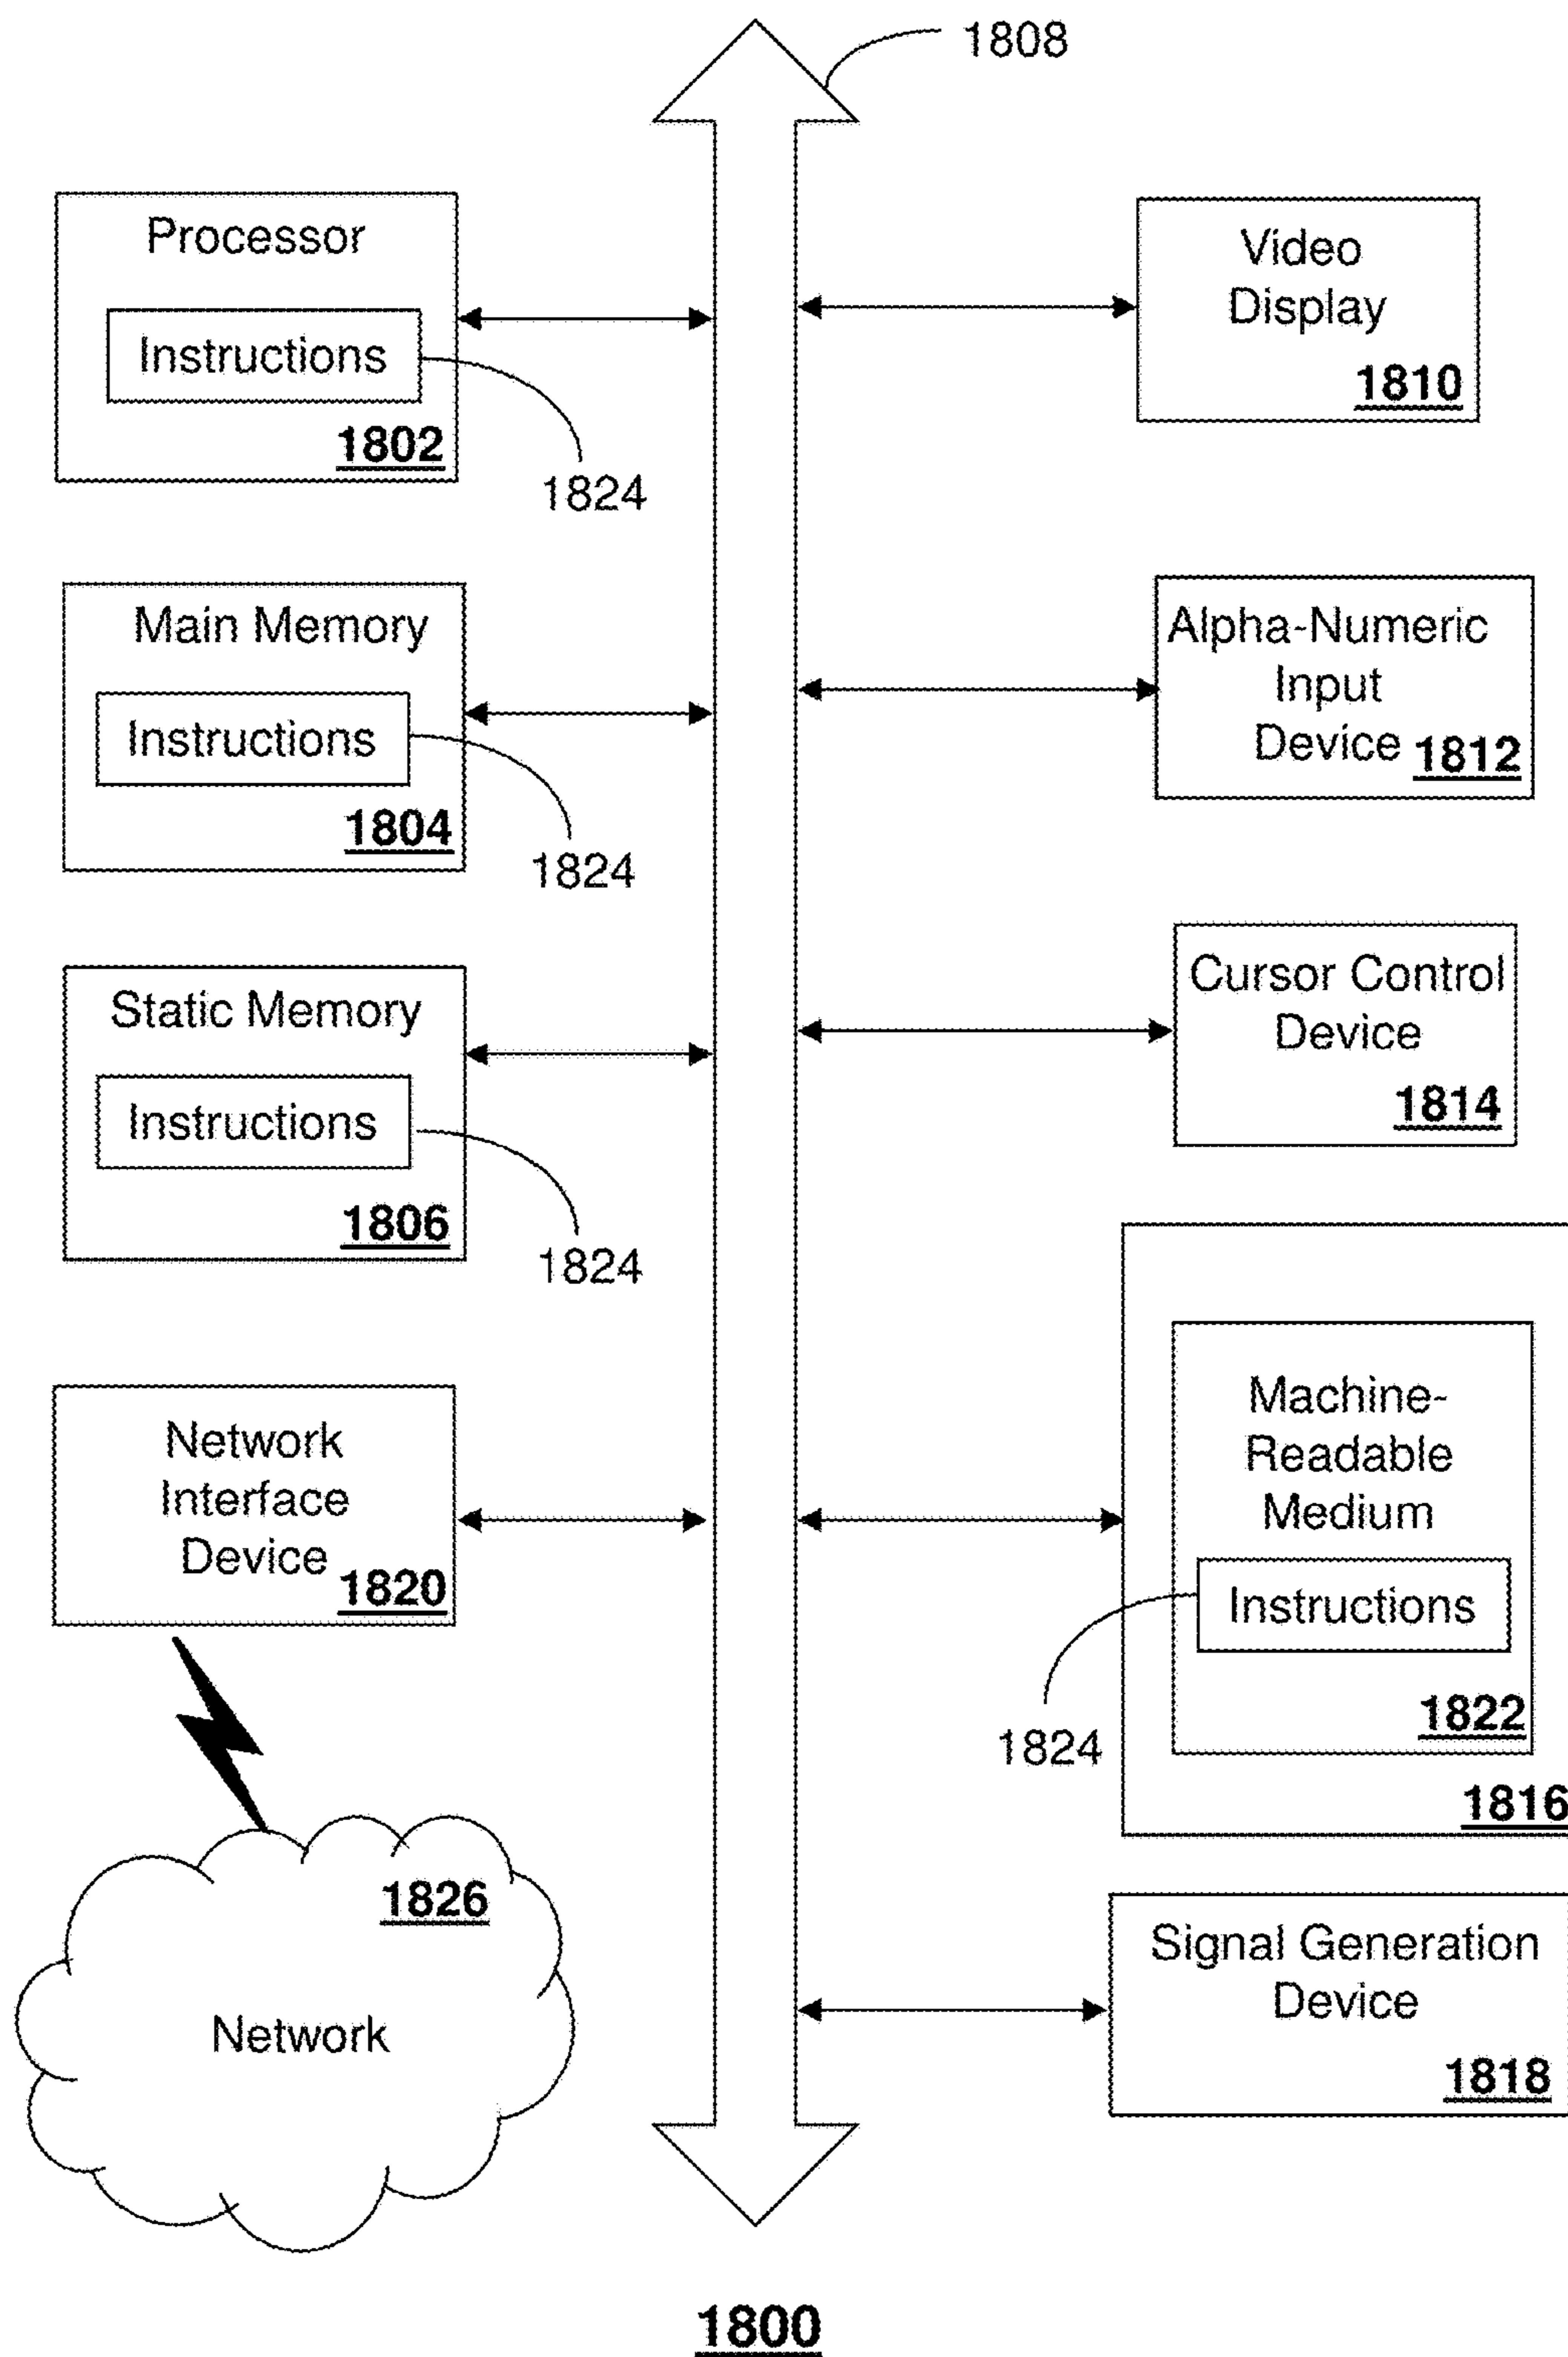 1808
Processor
Instructions
1802
1824
Main Memory
Instructions
1804
1824
Static Memory
Instructions
1806
1824
Network
Interface
Device
1820
1826
Network
Video
Display
1810
Alpha-Numeric
Input
Device
1812
Cursor Control
Device
1814
Machine-
Readable
Medium
Instructions
1824
1822
1816
Signal Generation
Device
1818
1800